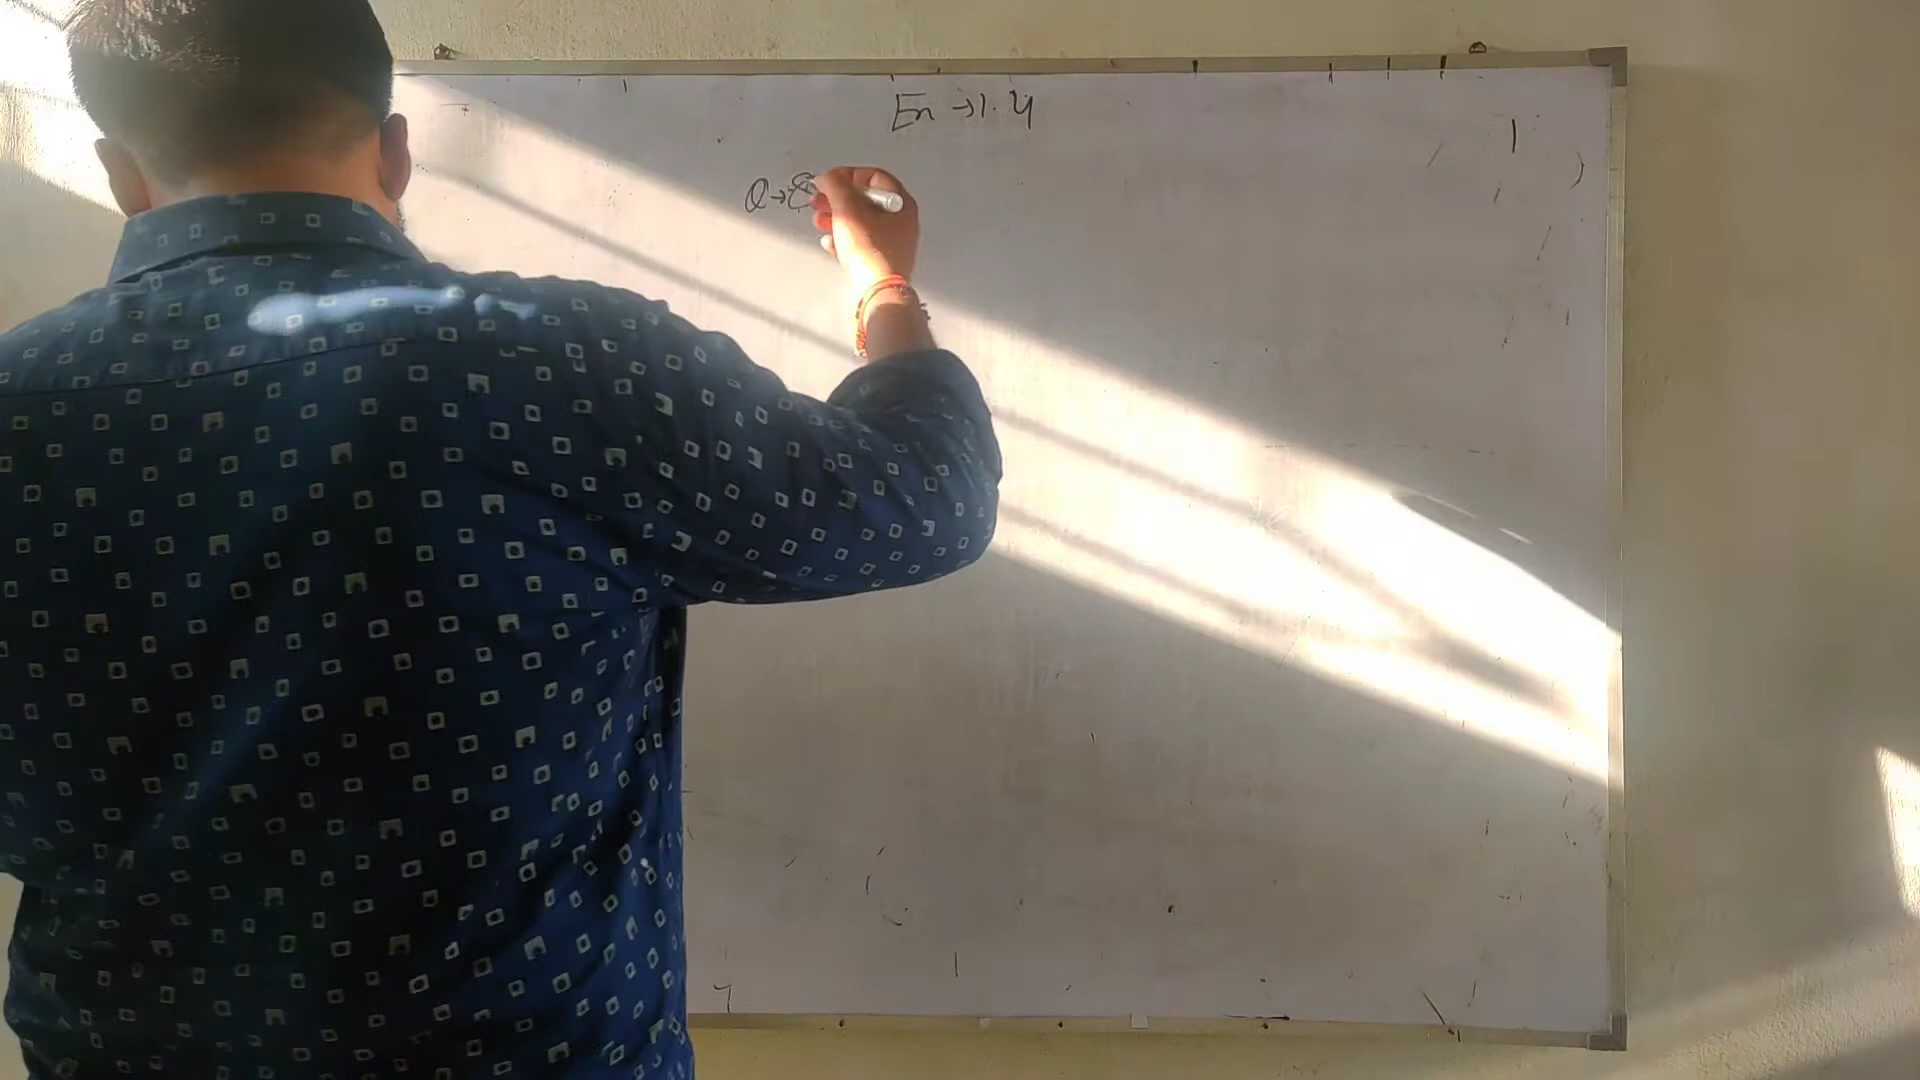 Ex → 1.4
Q →